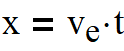 x = vₑ·t